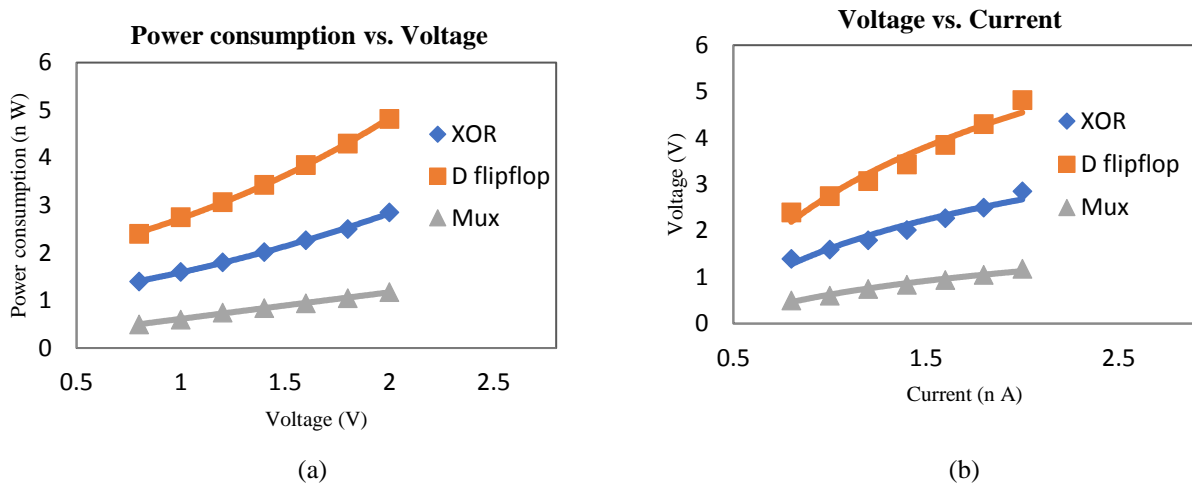 Power consumption vs. Voltage
6
5
4
3
2
1
0
Power consumption (n W)
XOR
D flipflop
Mux
0.5
1
1.5
2
2.5
Voltage (V)
(a)
Voltage vs. Current
6
5
4
3
2
1
0
Voltage (V)
XOR
D flipflop
Mux
0.5
1.5
2.5
Current (n A)
(b)